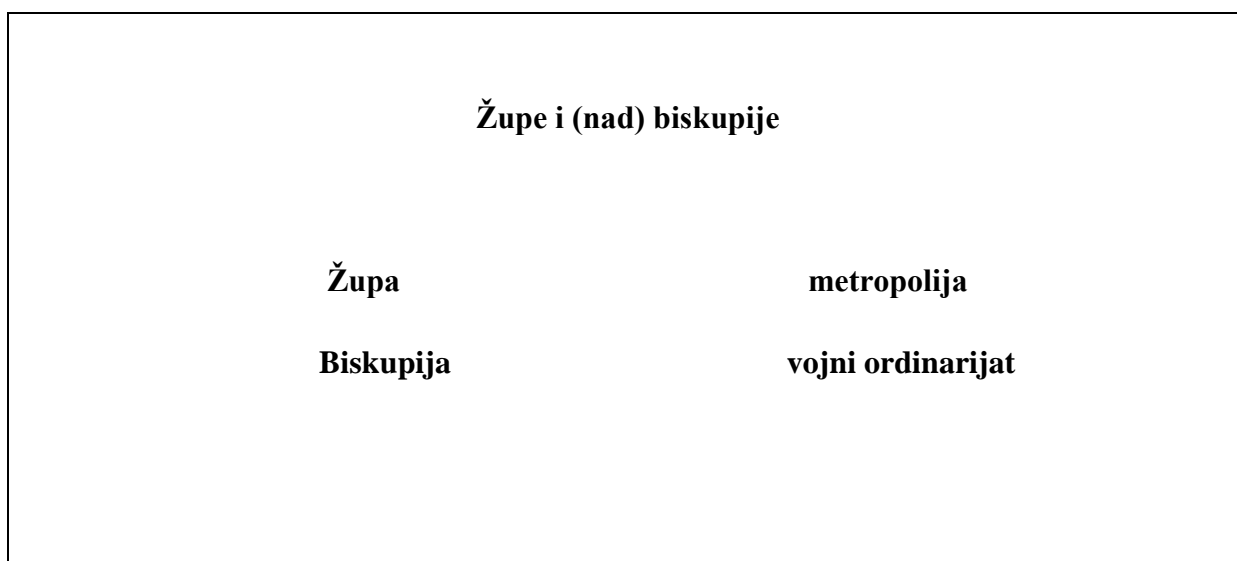 Župe i (nad) biskupije
Župa metropolija
Biskupija vojni ordinarijat